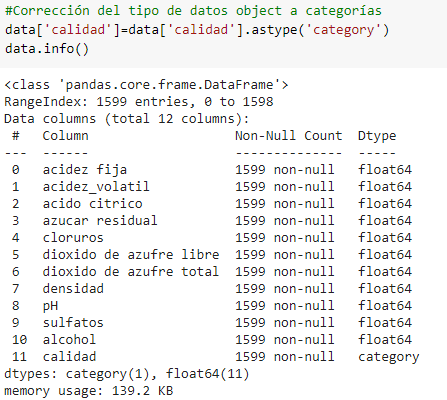 #Corrección del tipo de datos object a categorías
data['calidad']=data['calidad'].astype('category')
data.info()
<class 'pandas.core.frame.DataFrame'>
RangeIndex: 1599 entries, 0 to 1598
Data columns (total 12 columns):
 #   Column                   Non-Null Count  Dtype
---  ------                   --------------  -----
 0   acidez fija              1599 non-null   float64
 1   acidez_volatil           1599 non-null   float64
 2   acido citrico            1599 non-null   float64
 3   azucar residual          1599 non-null   float64
 4   cloruros                 1599 non-null   float64
 5   dioxido de azufre libre  1599 non-null   float64
 6   dioxido de azufre total  1599 non-null   float64
 7   densidad                 1599 non-null   float64
 8   pH                       1599 non-null   float64
 9   sulfatos                 1599 non-null   float64
 10  alcohol                  1599 non-null   float64
 11  calidad                  1599 non-null   category
dtypes: category(1), float64(11)
memory usage: 139.2 KB